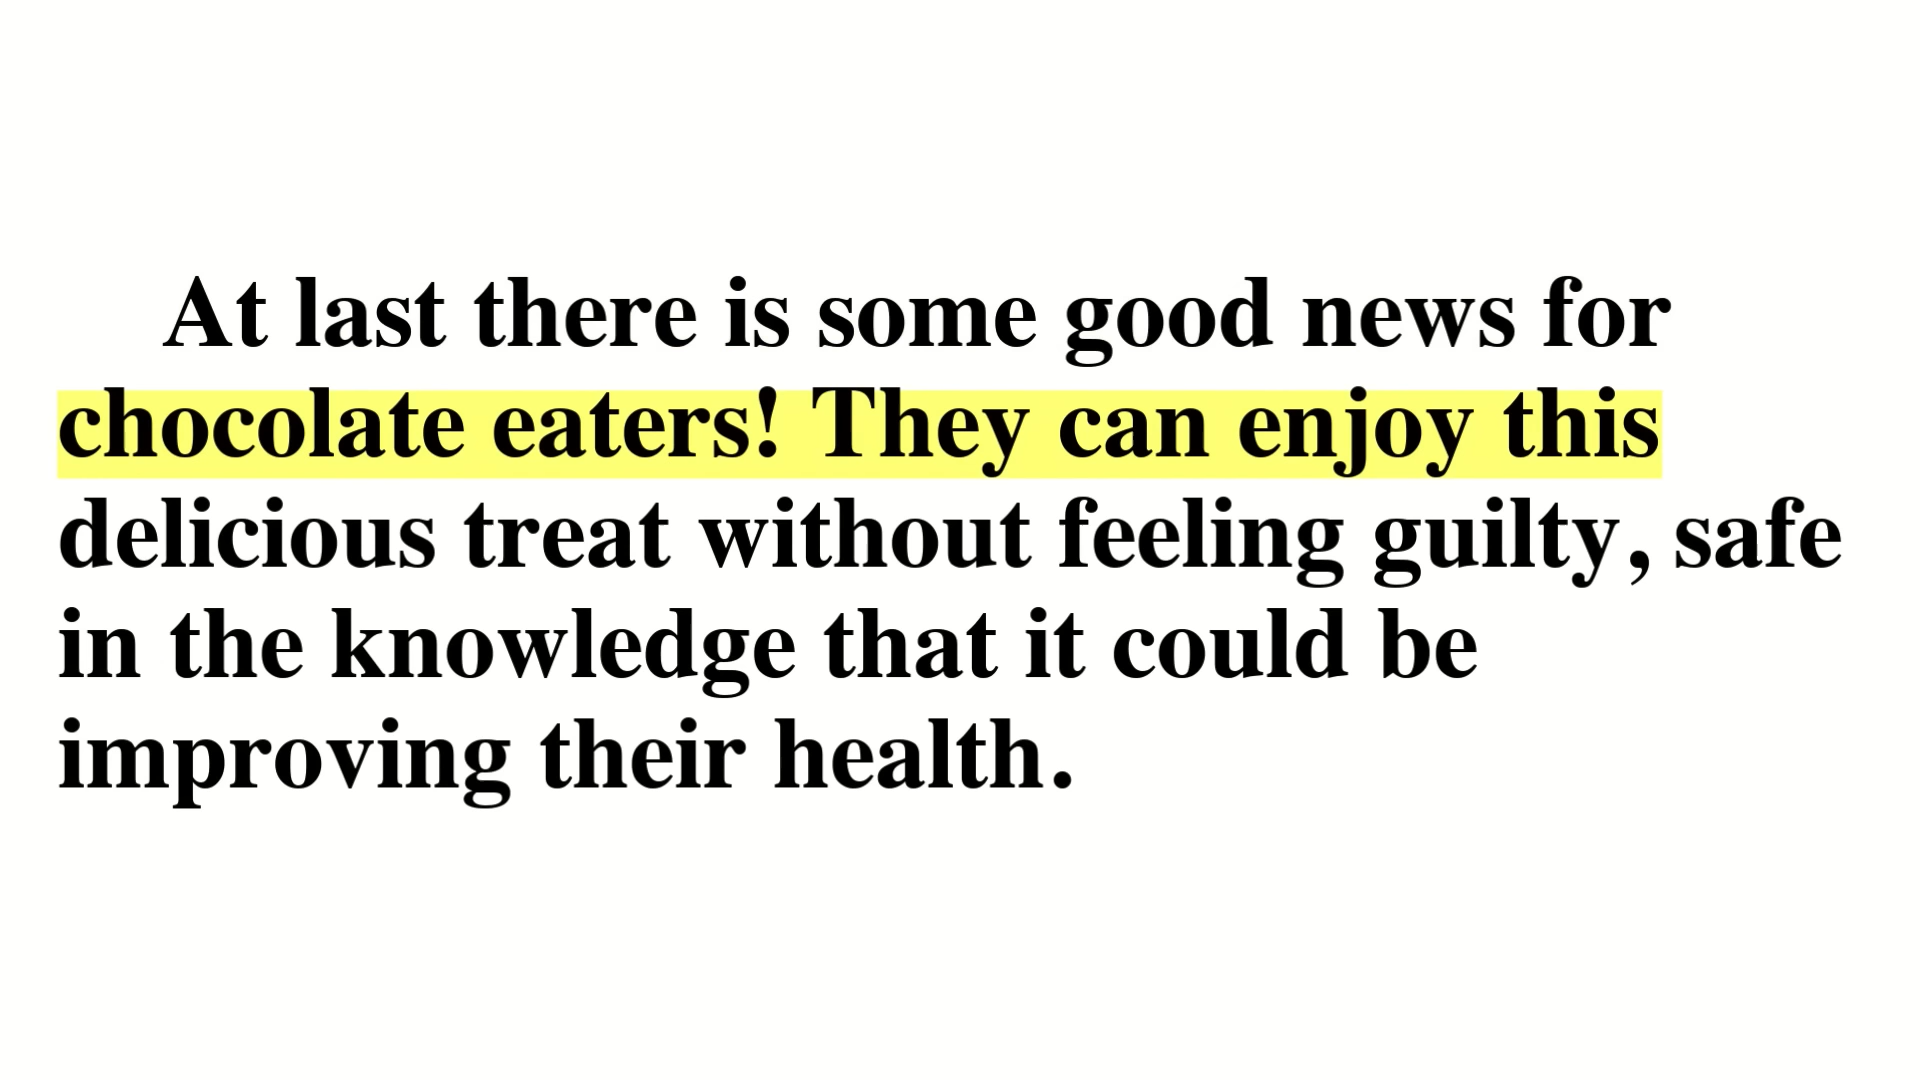 At last there is some good news for
chocolate eaters! They can enjoy this
delicious treat without feeling guilty, safe
in the knowledge that it could be
improving their health.